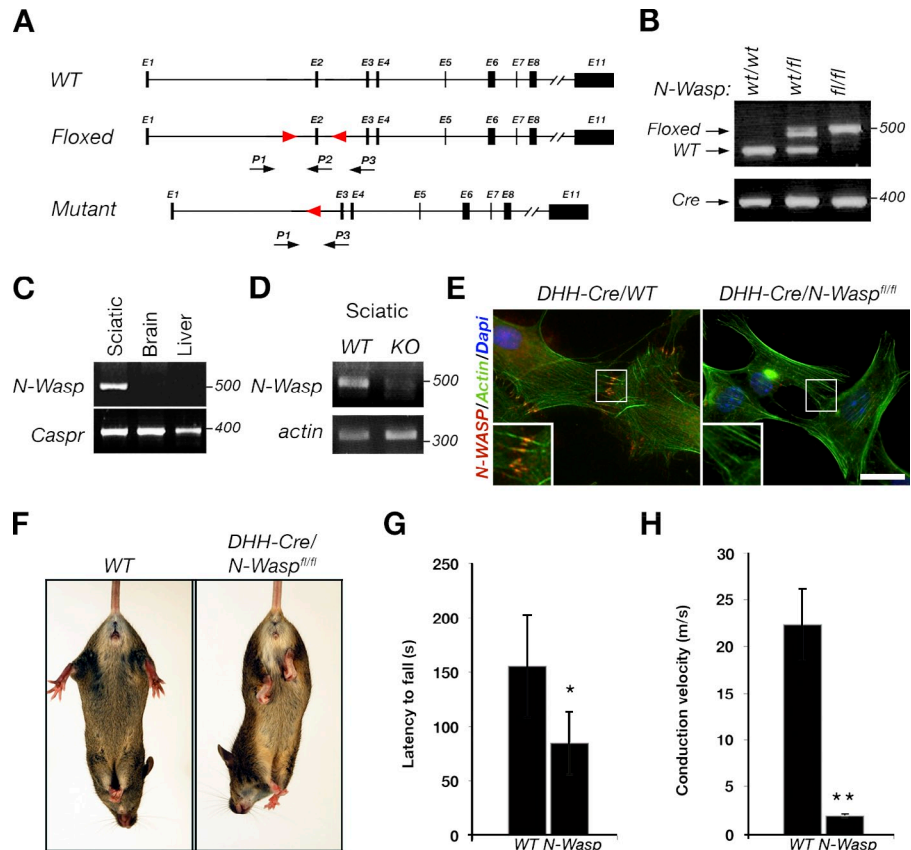 A
WT
E1 E2 E3 E4 E5 E6 E7 E8 E11
Floxed
E1 E2 E3 E4 E5 E6 E7 E8 E11
P1 P2 P3
Mutant
E1 E3 E4 E5 E6 E7 E8 E11
P1 P3
B
N-Wasp: wt/wt wt/fl fl/fl
Floxed
500
WT
Cre
400
C
Sciatic Brain Liver
N-Wasp
500
Caspr
400
D
Sciatic
WT KO
N-Wasp
500
actin
300
E
DHH-Cre/WT DHH-Cre/N-Wasp^fl/fl
N-WASP/Actin/Dapi
F
WT
DHH-Cre/
N-Wasp^fl/fl
G
Latency to fall (s)
250
200
150
100
50
0
*
WT N-Wasp
H
Conduction velocity (m/s)
30
25
20
15
10
5
0
**
WT N-Wasp